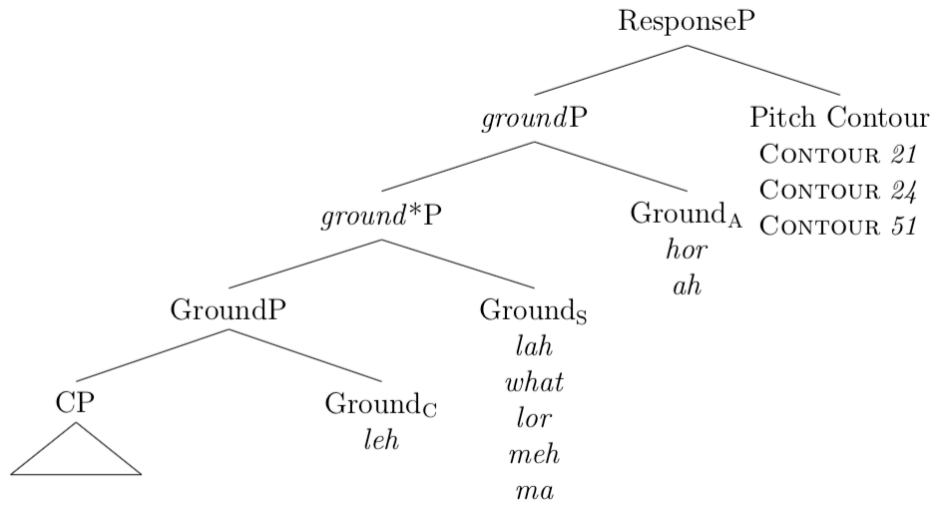 ResponseP
groundP
Pitch Contour
CONTOUR 21
CONTOUR 24
CONTOUR 51
ground*P
GroundA
hor
ah
GroundP
GroundS
lah
what
lor
meh
ma
CP
GroundC
leh